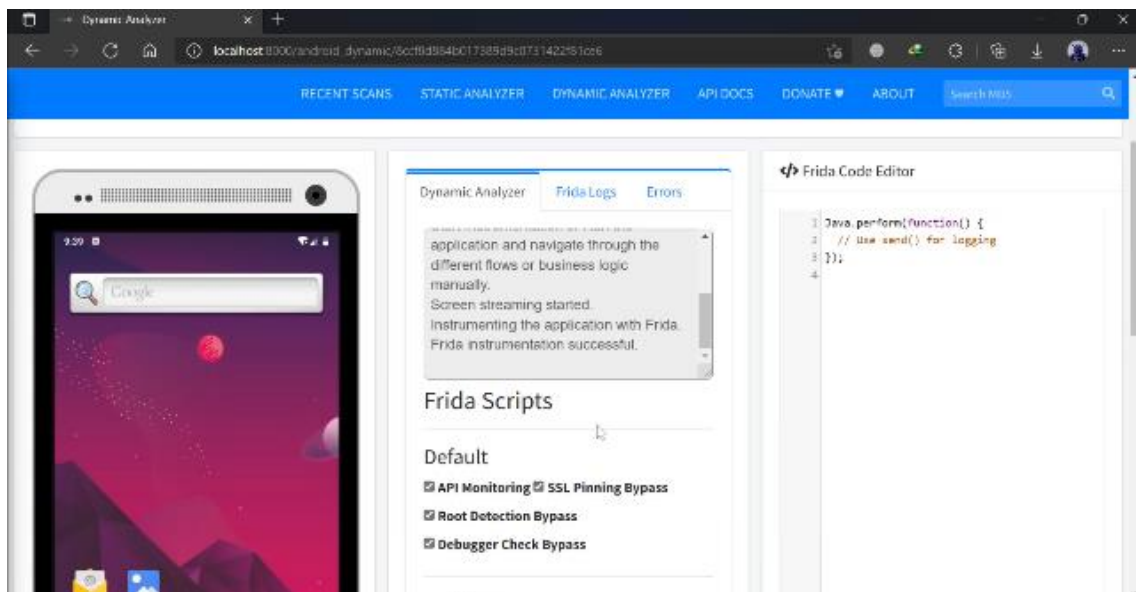 Dynamic Analyzer
localhost:8000/android_dynamic/
RECENT SCANS STATIC ANALYZER DYNAMIC ANALYZER API DOCS DONATE ♥ ABOUT Search MD5
9:39
Google
Dynamic Analyzer Frida Logs Errors
application and navigate through the
different flows or business logic
manually.
Screen streaming started.
Instrumenting the application with Frida.
Frida instrumentation successful.
Frida Scripts
Default
API Monitoring SSL Pinning Bypass
Root Detection Bypass
Debugger Check Bypass
</> Frida Code Editor
1 Java.perform(function() {
2 // Use send() for logging
3 });
4